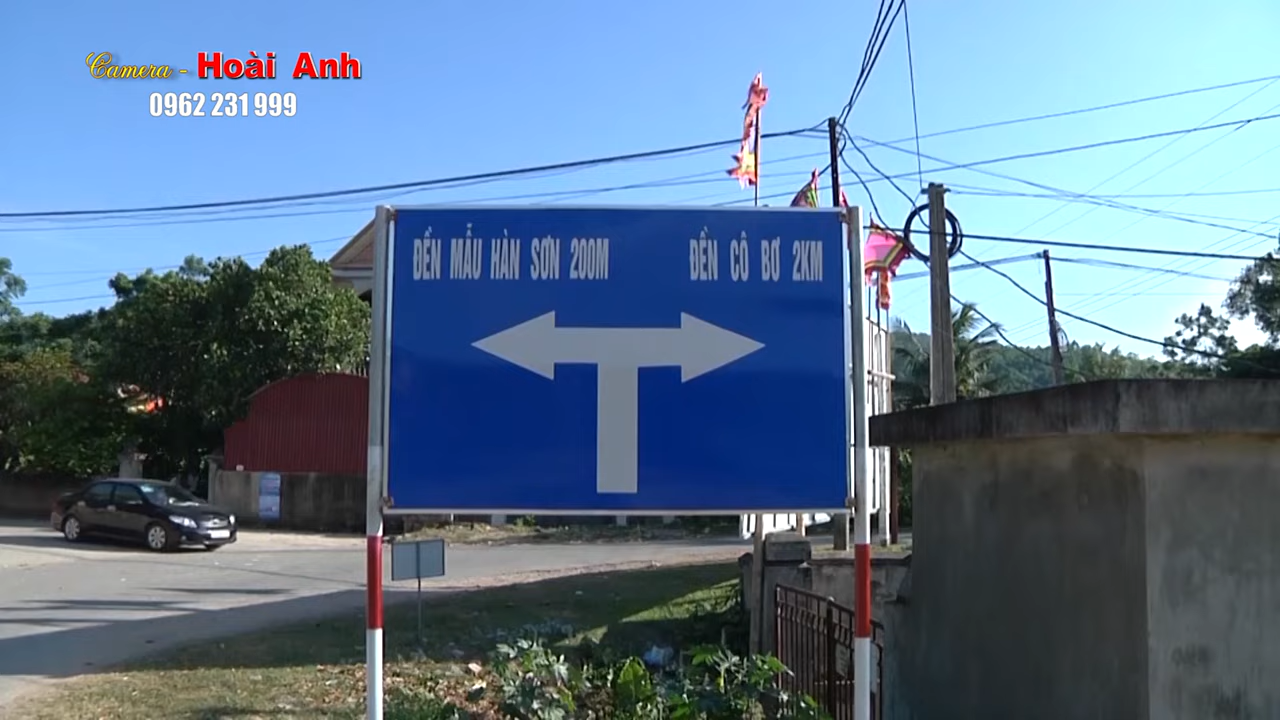 Camera - Hoài Anh
0962 231 999
ĐỀN MẪU HÀN SƠN 200M
ĐỀN CÔ BƠ 2KM